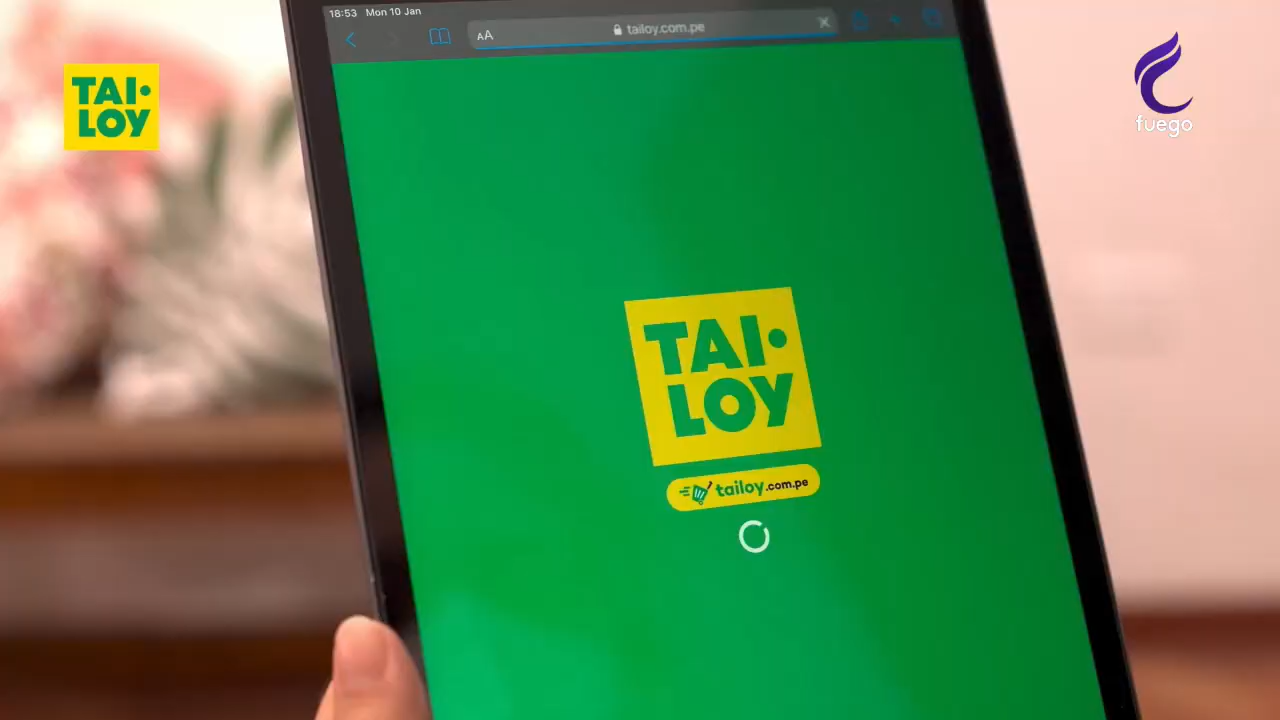 18:53 Mon 10 Jan
AA tailoy.com.pe
TAI•
LOY
fuego
TAI•
LOY
tailoy.com.pe